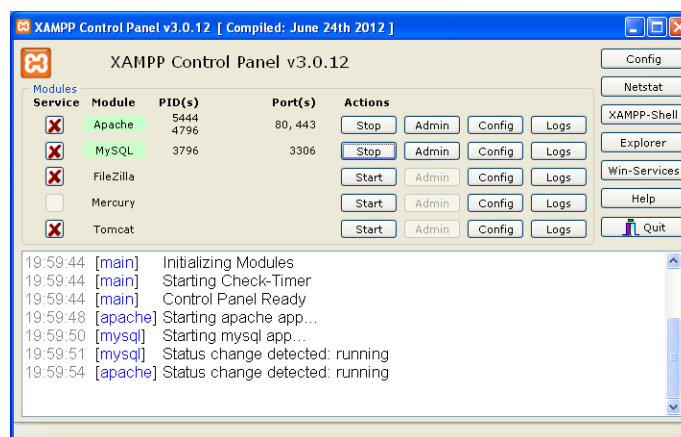 XAMPP Control Panel v3.0.12 [ Compiled: June 24th 2012 ]
XAMPP Control Panel v3.0.12
Config
Modules
Netstat
Service Module PID(s) Port(s) Actions
XAMPP-Shell
Apache 5444 4796 80, 443 Stop Admin Config Logs
Explorer
MySQL 3796 3306 Stop Admin Config Logs
Win-Services
FileZilla Start Admin Config Logs
Help
Mercury Start Admin Config Logs
Quit
Tomcat Start Admin Config Logs
19:59:44 [main] Initializing Modules
19:59:44 [main] Starting Check-Timer
19:59:44 [main] Control Panel Ready
19:59:48 [apache] Starting apache app...
19:59:50 [mysql] Starting mysql app...
19:59:51 [mysql] Status change detected: running
19:59:54 [apache] Status change detected: running